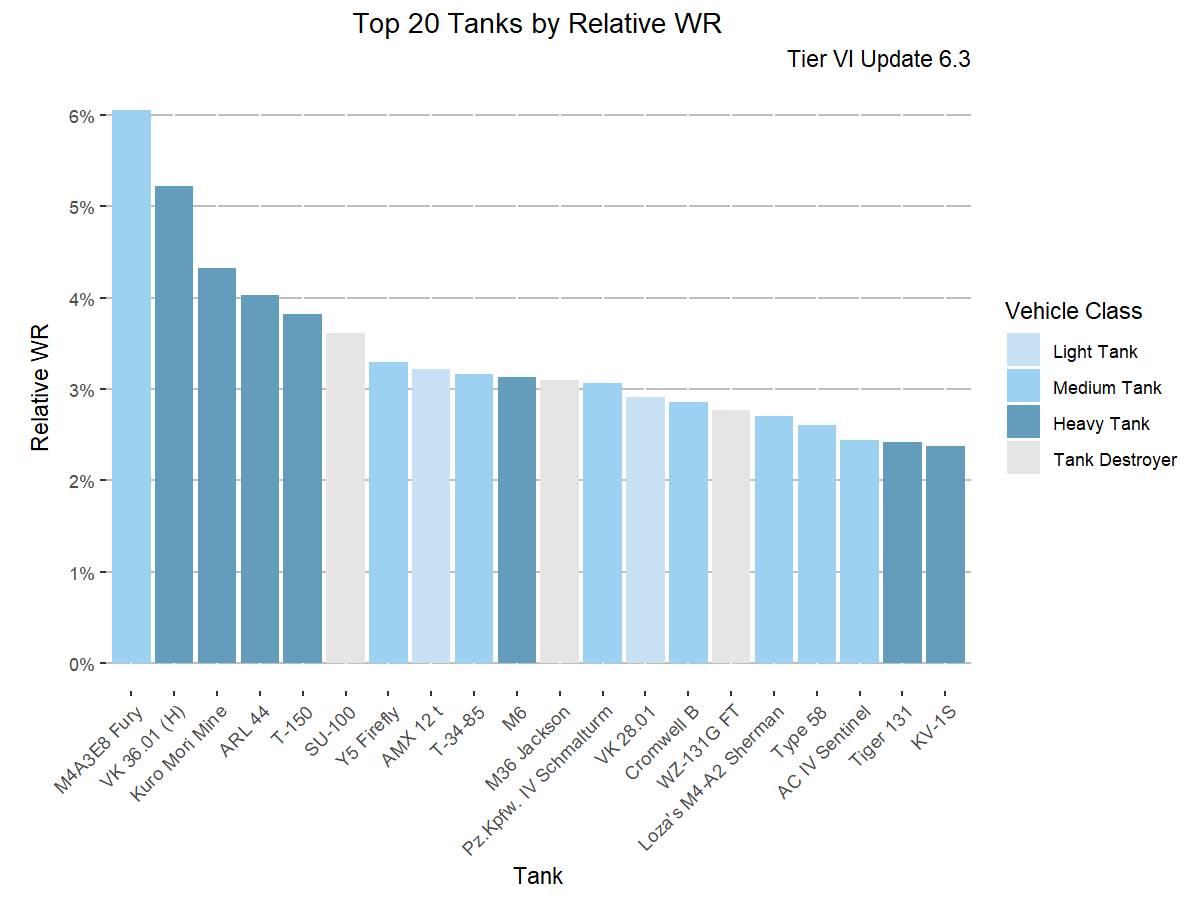 Top 20 Tanks by Relative WR
Tier VI Update 6.3
Relative WR
6%
5%
4%
3%
2%
1%
0%
M4A3E8 Fury
VK 36.01 (H)
Kuro Mori Mine
ARL 44
T-150
SU-100
Y5 Firefly
AMX 12 t
T-34-85
M6
M36 Jackson
Pz.Kpfw. IV Schmalturm
VK 28.01
Cromwell B
WZ-131G FT
Loza's M4-A2 Sherman
Type 58
AC IV Sentinel
Tiger 131
KV-1S
Tank
Vehicle Class
Light Tank
Medium Tank
Heavy Tank
Tank Destroyer